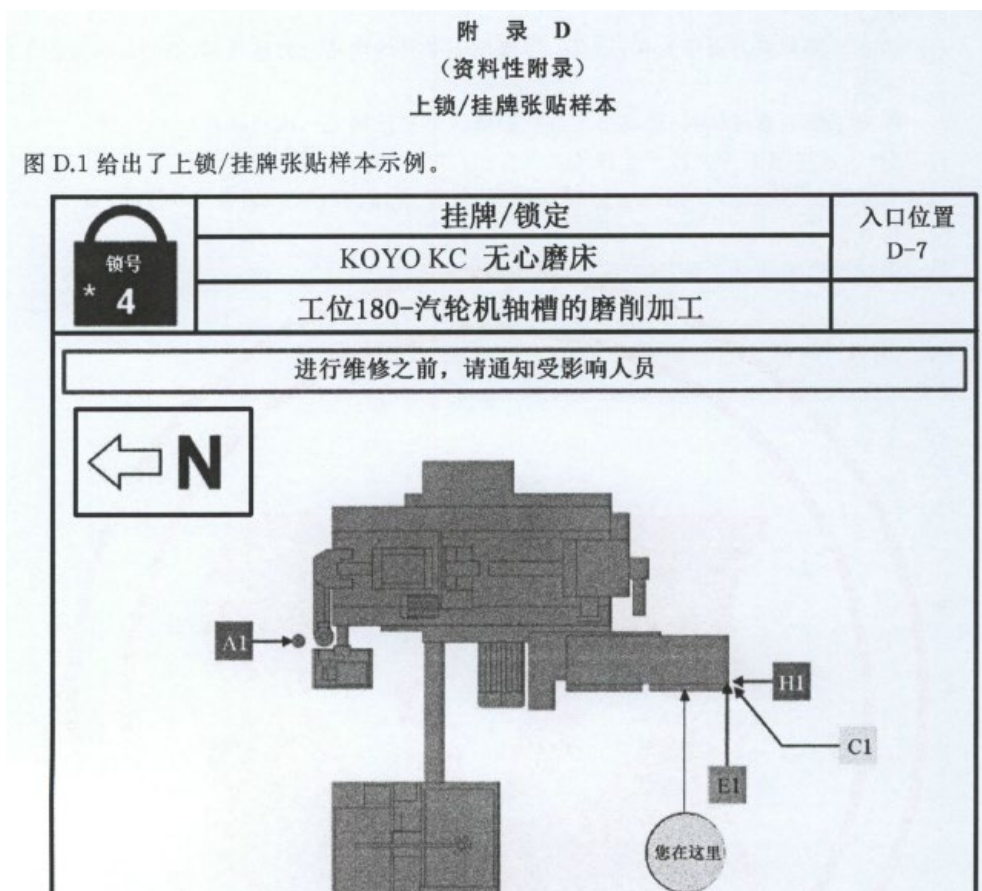 附 录 D
(资料性附录)
上锁/挂牌张贴样本
图 D.1 给出了上锁/挂牌张贴样本示例。
锁号
* 4
挂牌/锁定
KOYO KC 无心磨床
工位180-汽轮机轴槽的磨削加工
入口位置
D-7
进行维修之前，请通知受影响人员
N
A1
H1
C1
E1
您在这里